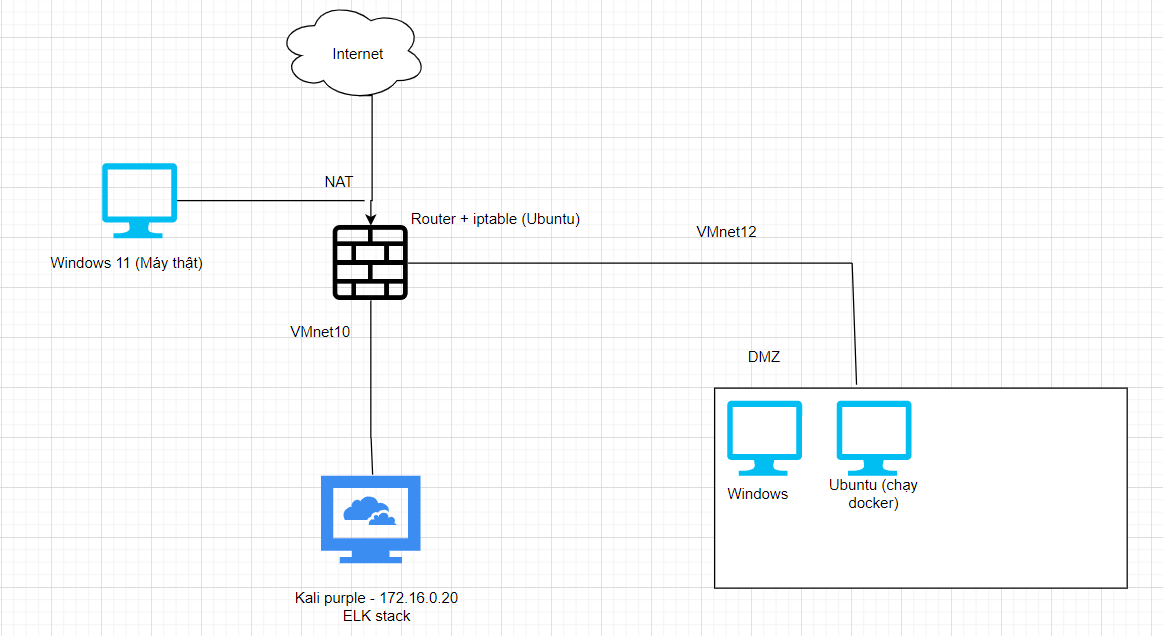 Internet
NAT
Router + iptable (Ubuntu)
VMnet12
Windows 11 (Máy thật)
VMnet10
DMZ
Windows
Ubuntu (chạy
docker)
Kali purple - 172.16.0.20
ELK stack